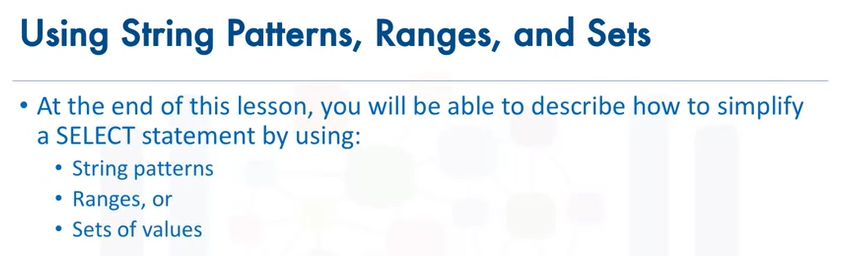 Using String Patterns, Ranges, and Sets
• At the end of this lesson, you will be able to describe how to simplify
a SELECT statement by using:
• String patterns
• Ranges, or
• Sets of values